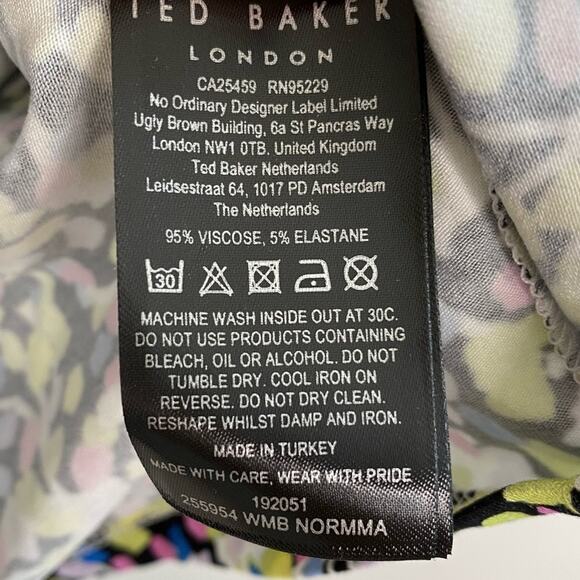 TED BAKER
LONDON
CA25459 RN95229
No Ordinary Designer Label Limited
Ugly Brown Building, 6a St Pancras Way
London NW1 0TB. United Kingdom
Ted Baker Netherlands
Leidsestraat 64, 1017 PD Amsterdam
The Netherlands
95% VISCOSE, 5% ELASTANE
30
MACHINE WASH INSIDE OUT AT 30C.
DO NOT USE PRODUCTS CONTAINING
BLEACH, OIL OR ALCOHOL. DO NOT
TUMBLE DRY. COOL IRON ON
REVERSE. DO NOT DRY CLEAN.
RESHAPE WHILST DAMP AND IRON.
MADE IN TURKEY
MADE WITH CARE, WEAR WITH PRIDE
192051
255954 WMB NORMMA